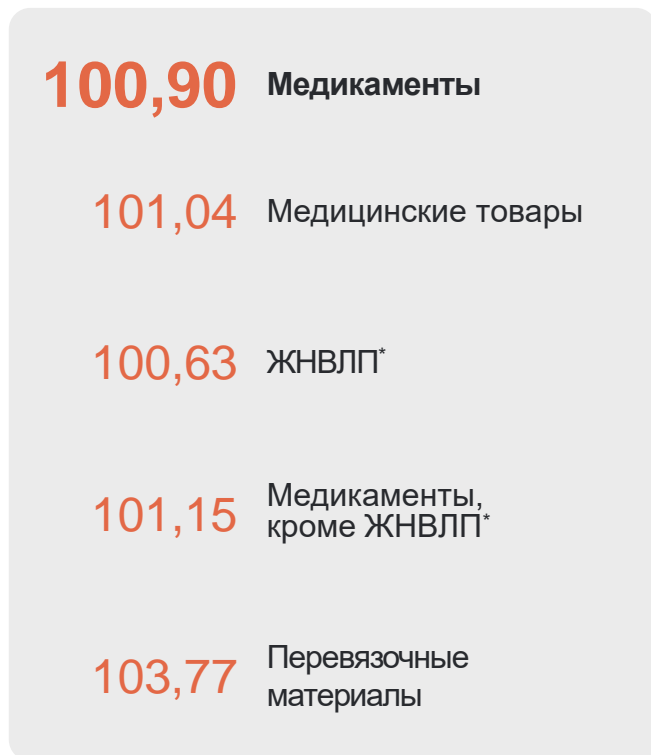 100,90 Медикаменты
101,04 Медицинские товары
100,63 ЖНВЛП*
101,15 Медикаменты,
кроме ЖНВЛП*
103,77 Перевязочные
материалы